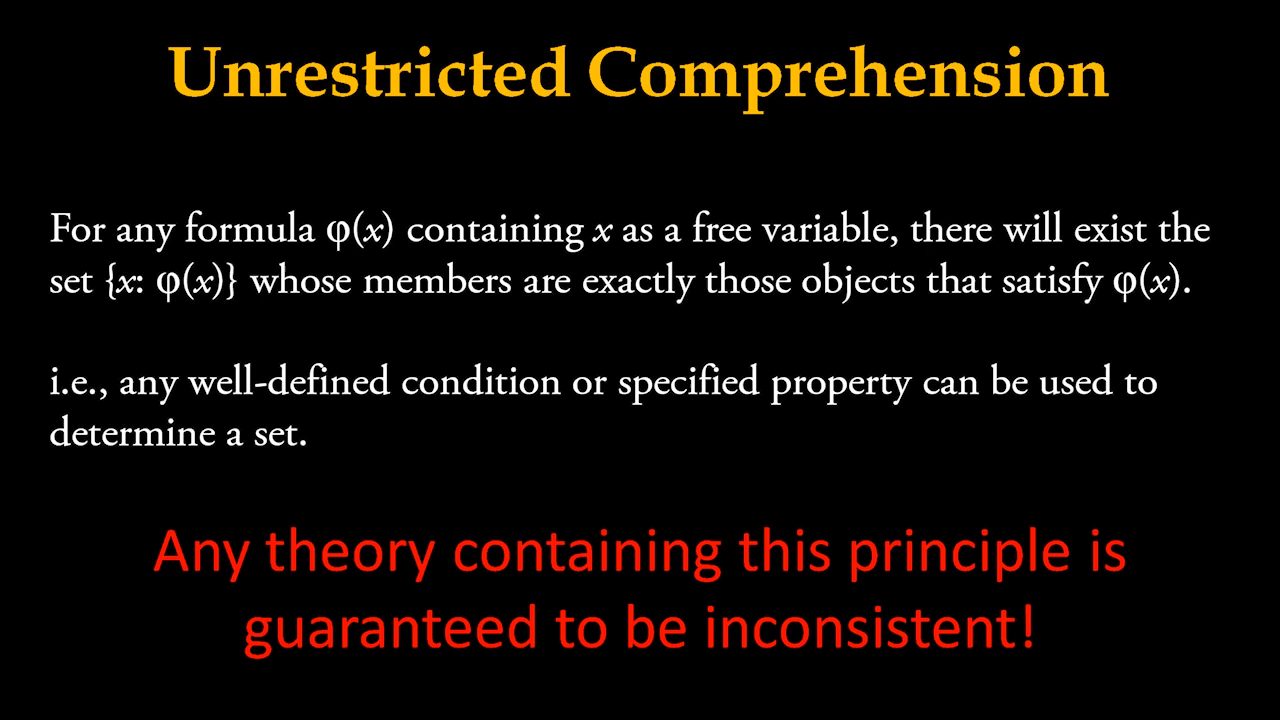 Unrestricted Comprehension
For any formula φ(x) containing x as a free variable, there will exist the
set {x: φ(x)} whose members are exactly those objects that satisfy φ(x).
i.e., any well-defined condition or specified property can be used to
determine a set.
Any theory containing this principle is
guaranteed to be inconsistent!